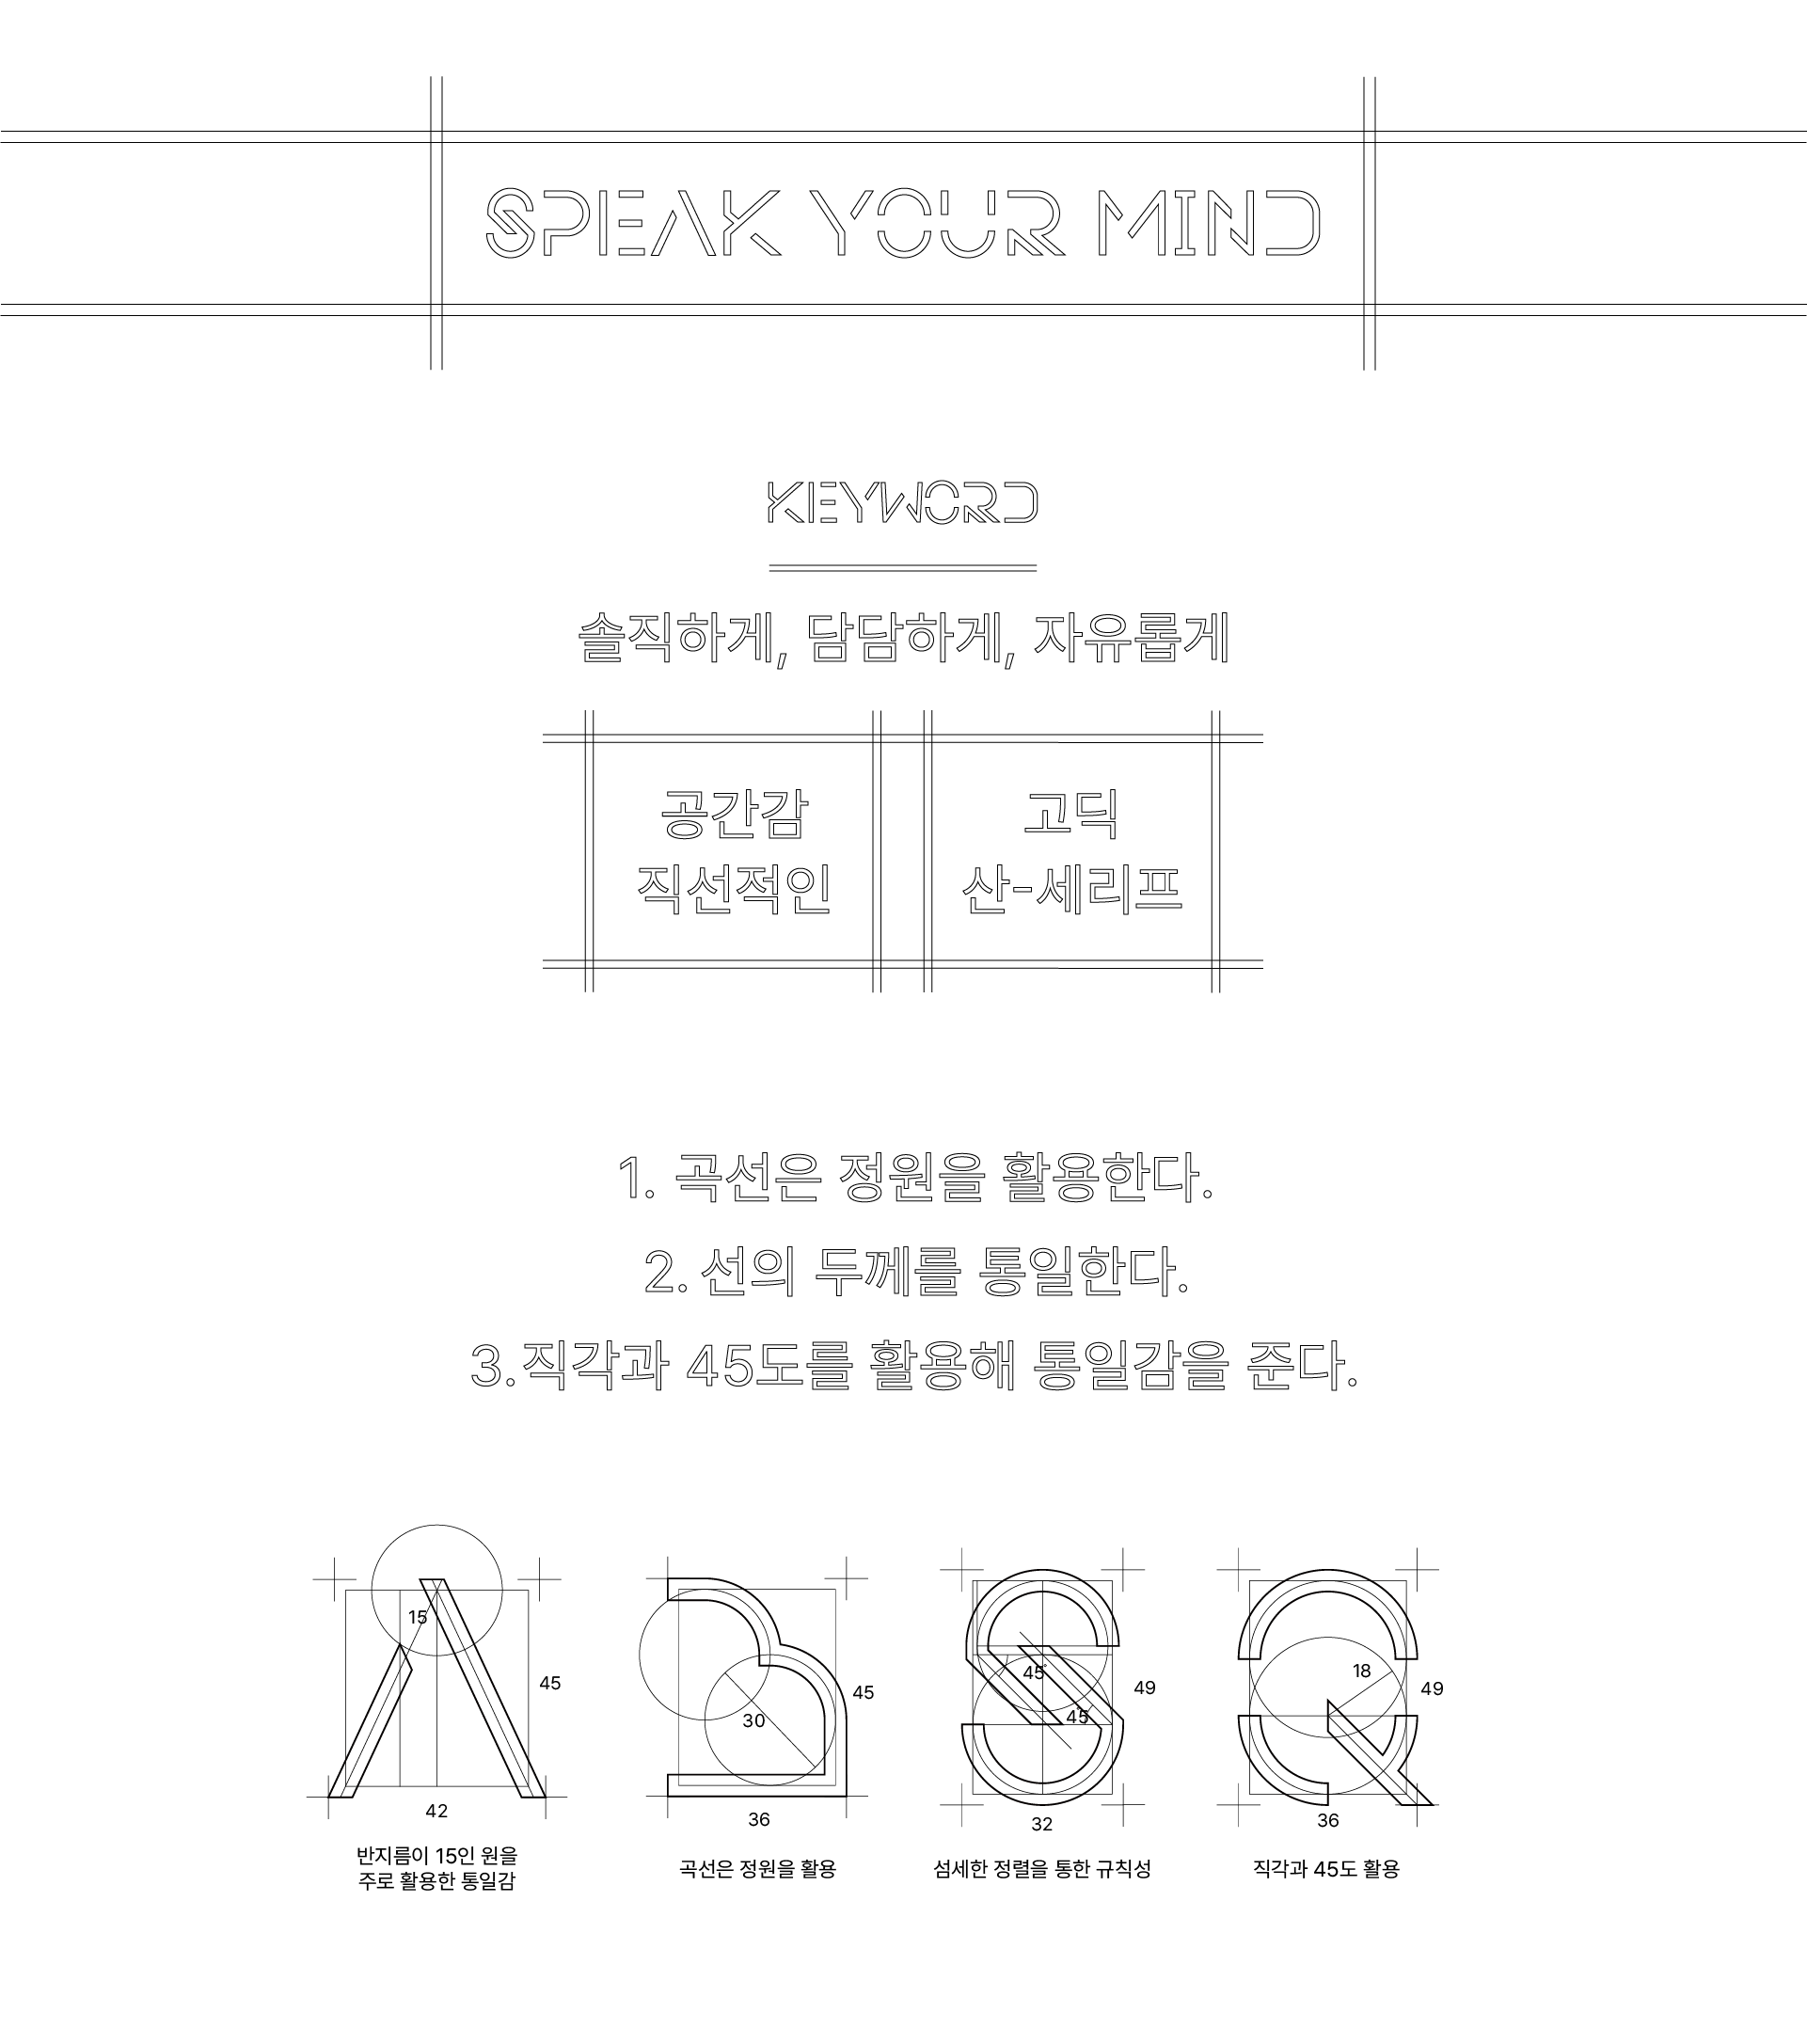 SPEAK YOUR MIND
KEYWORD
솔직하게, 담담하게, 자유롭게
공간감
직선적인
고딕
산-세리프
1. 곡선은 정원을 활용한다.
2. 선의 두께를 통일한다.
3.직각과 45도를 활용해 통일감을 준다.
A
15
45
42
반지름이 15인 원을
주로 활용한 통일감
B
30
45
36
곡선은 정원을 활용
S
45°
45
49
32
섬세한 정렬을 통한 규칙성
Q
18
49
36
직각과 45도 활용